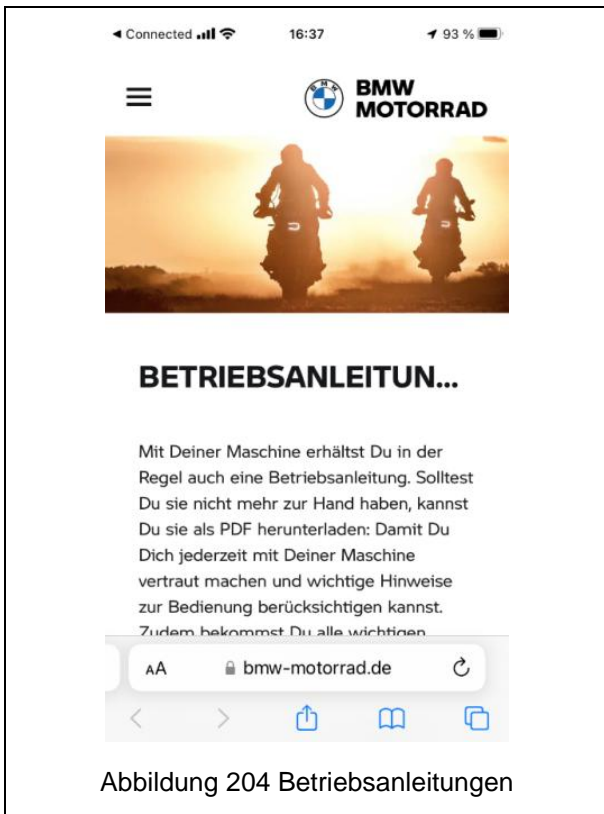 ◀ Connected 16:37 93 %
BMW
MOTORRAD
BETRIEBSANLEITUN...
Mit Deiner Maschine erhältst Du in der
Regel auch eine Betriebsanleitung. Solltest
Du sie nicht mehr zur Hand haben, kannst
Du sie als PDF herunterladen: Damit Du
Dich jederzeit mit Deiner Maschine
vertraut machen und wichtige Hinweise
zur Bedienung berücksichtigen kannst.
Zudem bekommst Du alle wichtigen
AA bmw-motorrad.de
Abbildung 204 Betriebsanleitungen